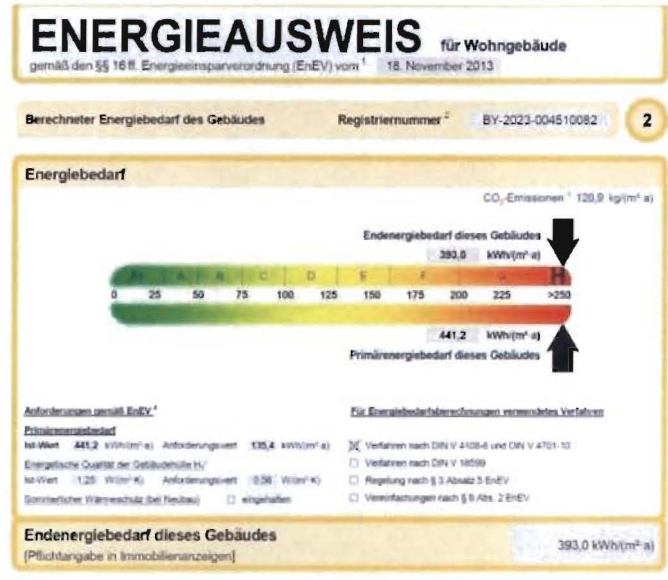 ENERGIEAUSWEIS für Wohngebäude
gemäß den §§ 16 ff. Energieeinsparverordnung (EnEV) vom ¹ 18. November 2013
Berechneter Energiebedarf des Gebäudes Registriernummer ² BY-2023-004510082 2
Energiebedarf
CO₂-Emissionen ³ 120,9 kg/(m²·a)
Endenergiebedarf dieses Gebäudes
393,0 kWh/(m²·a)
A+ A B C D E F G H
0 25 50 75 100 125 150 175 200 225 >250
441,2 kWh/(m²·a)
Primärenergiebedarf dieses Gebäudes
Anforderungen gemäß EnEV ⁴ Für Energiebedarfsberechnungen verwendetes Verfahren
Primärenergiebedarf
Ist-Wert 441,2 kWh/(m²·a) Anforderungswert 135,4 kWh/(m²·a) Verfahren nach DIN V 4108-6 und DIN V 4701-10
Energetische Qualität der Gebäudehülle Hₜ' Verfahren nach DIN V 18599
Ist-Wert 1,25 W/(m²·K) Anforderungswert 0,56 W/(m²·K) Regelung nach § 3 Absatz 5 EnEV
Sommerlicher Wärmeschutz (bei Neubau) eingehalten Vereinfachungen nach § 9 Abs. 2 EnEV
Endenergiebedarf dieses Gebäudes
393,0 kWh/(m²·a)
[Pflichtangabe in Immobilienanzeigen]